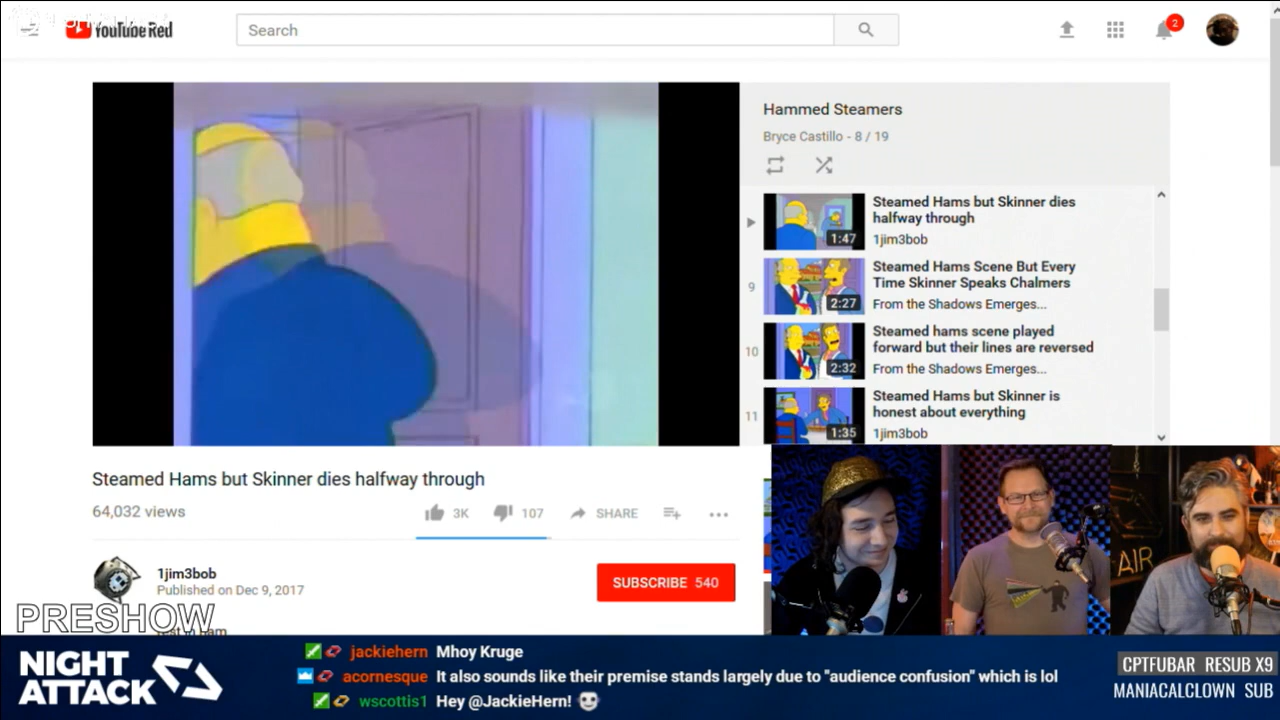 YouTube Red
Search
2
Hammed Steamers
Bryce Castillo - 8 / 19
Steamed Hams but Skinner dies
halfway through
1jim3bob
1:47
9
Steamed Hams Scene But Every
Time Skinner Speaks Chalmers
From the Shadows Emerges...
2:27
10
Steamed hams scene played
forward but their lines are reversed
From the Shadows Emerges...
2:32
11
Steamed Hams but Skinner is
honest about everything
1jim3bob
1:35
Steamed Hams but Skinner dies halfway through
64,032 views
3K
107
SHARE
1jim3bob
Published on Dec 9, 2017
SUBSCRIBE 540
PRESHOW
AIR
NIGHT
ATTACK
jackiehern Mhoy Kruge
acornesque It also sounds like their premise stands largely due to "audience confusion" which is lol
wscottis1 Hey @JackieHern!
CPTFUBAR RESUB X9
MANIACALCLOWN SUB